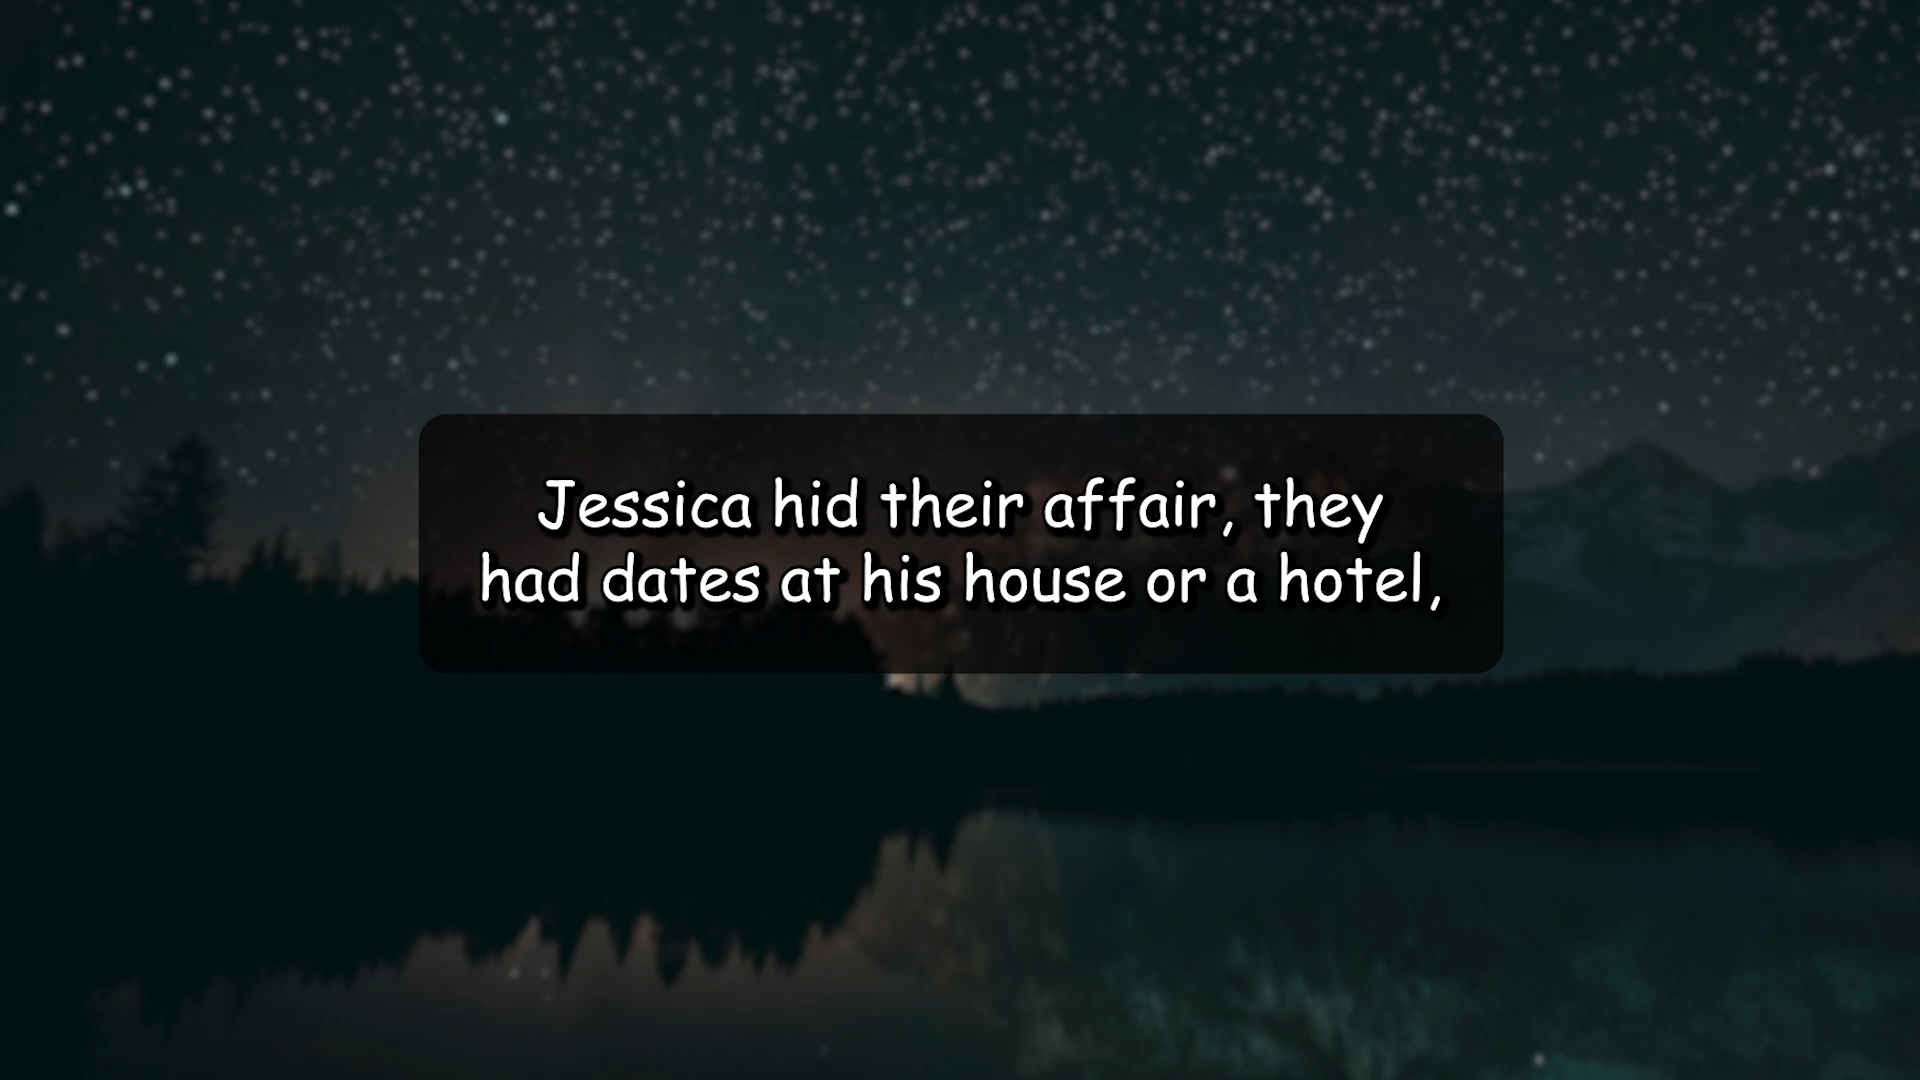 Jessica hid their affair, they
had dates at his house or a hotel,